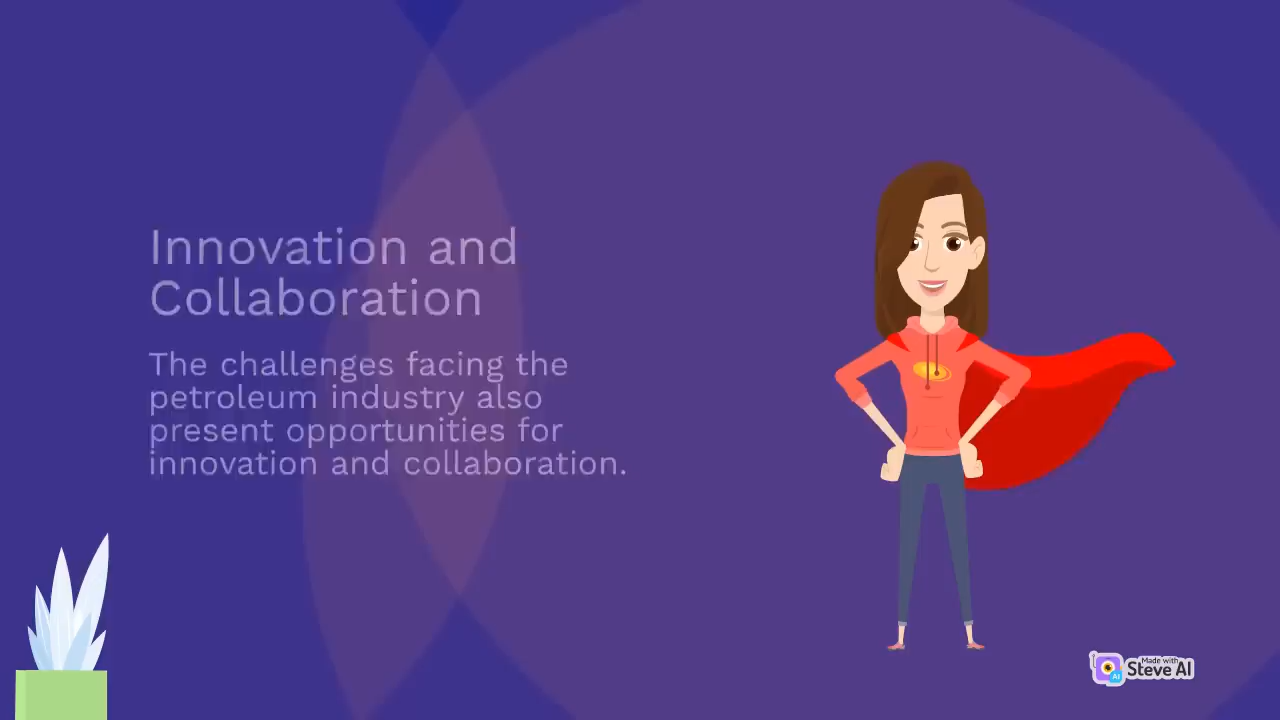 Innovation and
Collaboration
The challenges facing the
petroleum industry also
present opportunities for
innovation and collaboration.
Made with
Steve AI
AI